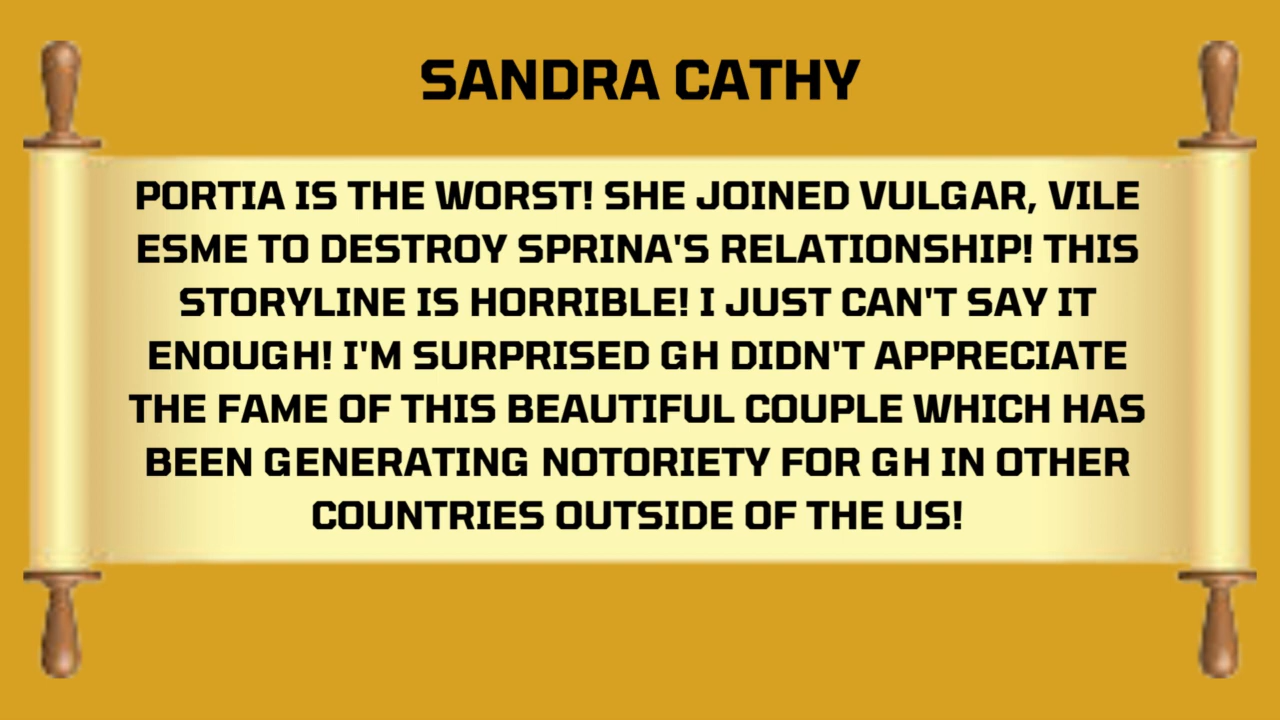 SANDRA CATHY
PORTIA IS THE WORST! SHE JOINED VULGAR, VILE
ESME TO DESTROY SPRINA'S RELATIONSHIP! THIS
STORYLINE IS HORRIBLE! I JUST CAN'T SAY IT
ENOUGH! I'M SURPRISED GH DIDN'T APPRECIATE
THE FAME OF THIS BEAUTIFUL COUPLE WHICH HAS
BEEN GENERATING NOTORIETY FOR GH IN OTHER
COUNTRIES OUTSIDE OF THE US!